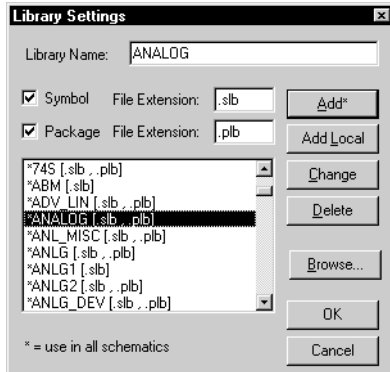 Library Settings
Library Name: ANALOG
Symbol File Extension: .slb
Package File Extension: .plb
Add*
Add Local
Change
Delete
Browse...
OK
Cancel
*74S [.slb , .plb]
*ABM [.slb]
*ADV_LIN [.slb , .plb]
*ANALOG [.slb , .plb]
*ANL_MISC [.slb , .plb]
*ANLG [.slb , .plb]
*ANLG1 [.slb , .plb]
*ANLG2 [.slb , .plb]
*ANLG_DEV [.slb , .plb]
* = use in all schematics